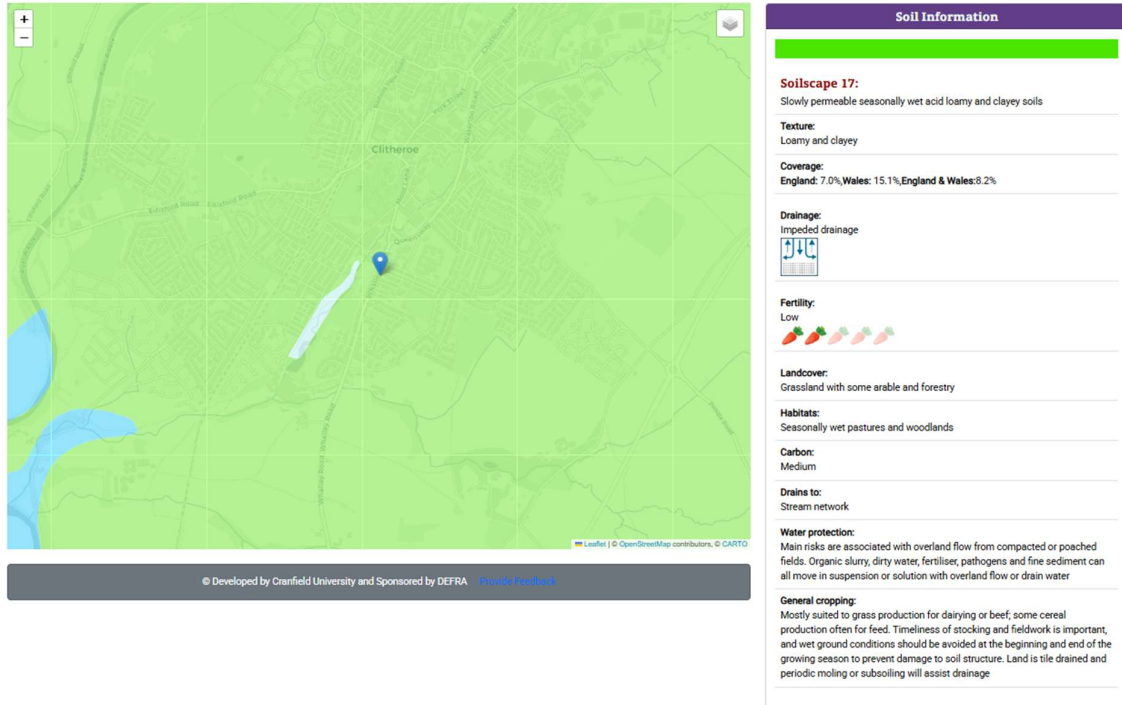 +
−
Chatburn Road
Clitheroe
Whalley Road
Pendle Road
Leaflet | © OpenStreetMap contributors, © CARTO
© Developed by Cranfield University and Sponsored by DEFRA Provide Feedback
Soil Information
Soilscape 17:
Slowly permeable seasonally wet acid loamy and clayey soils
Texture:
Loamy and clayey
Coverage:
England: 7.0%,Wales: 15.1%,England & Wales:8.2%
Drainage:
Impeded drainage
Fertility:
Low
Landcover:
Grassland with some arable and forestry
Habitats:
Seasonally wet pastures and woodlands
Carbon:
Medium
Drains to:
Stream network
Water protection:
Main risks are associated with overland flow from compacted or poached
fields. Organic slurry, dirty water, fertiliser, pathogens and fine sediment can
all move in suspension or solution with overland flow or drain water
General cropping:
Mostly suited to grass production for dairying or beef; some cereal
production often for feed. Timeliness of stocking and fieldwork is important,
and wet ground conditions should be avoided at the beginning and end of the
growing season to prevent damage to soil structure. Land is tile drained and
periodic moling or subsoiling will assist drainage